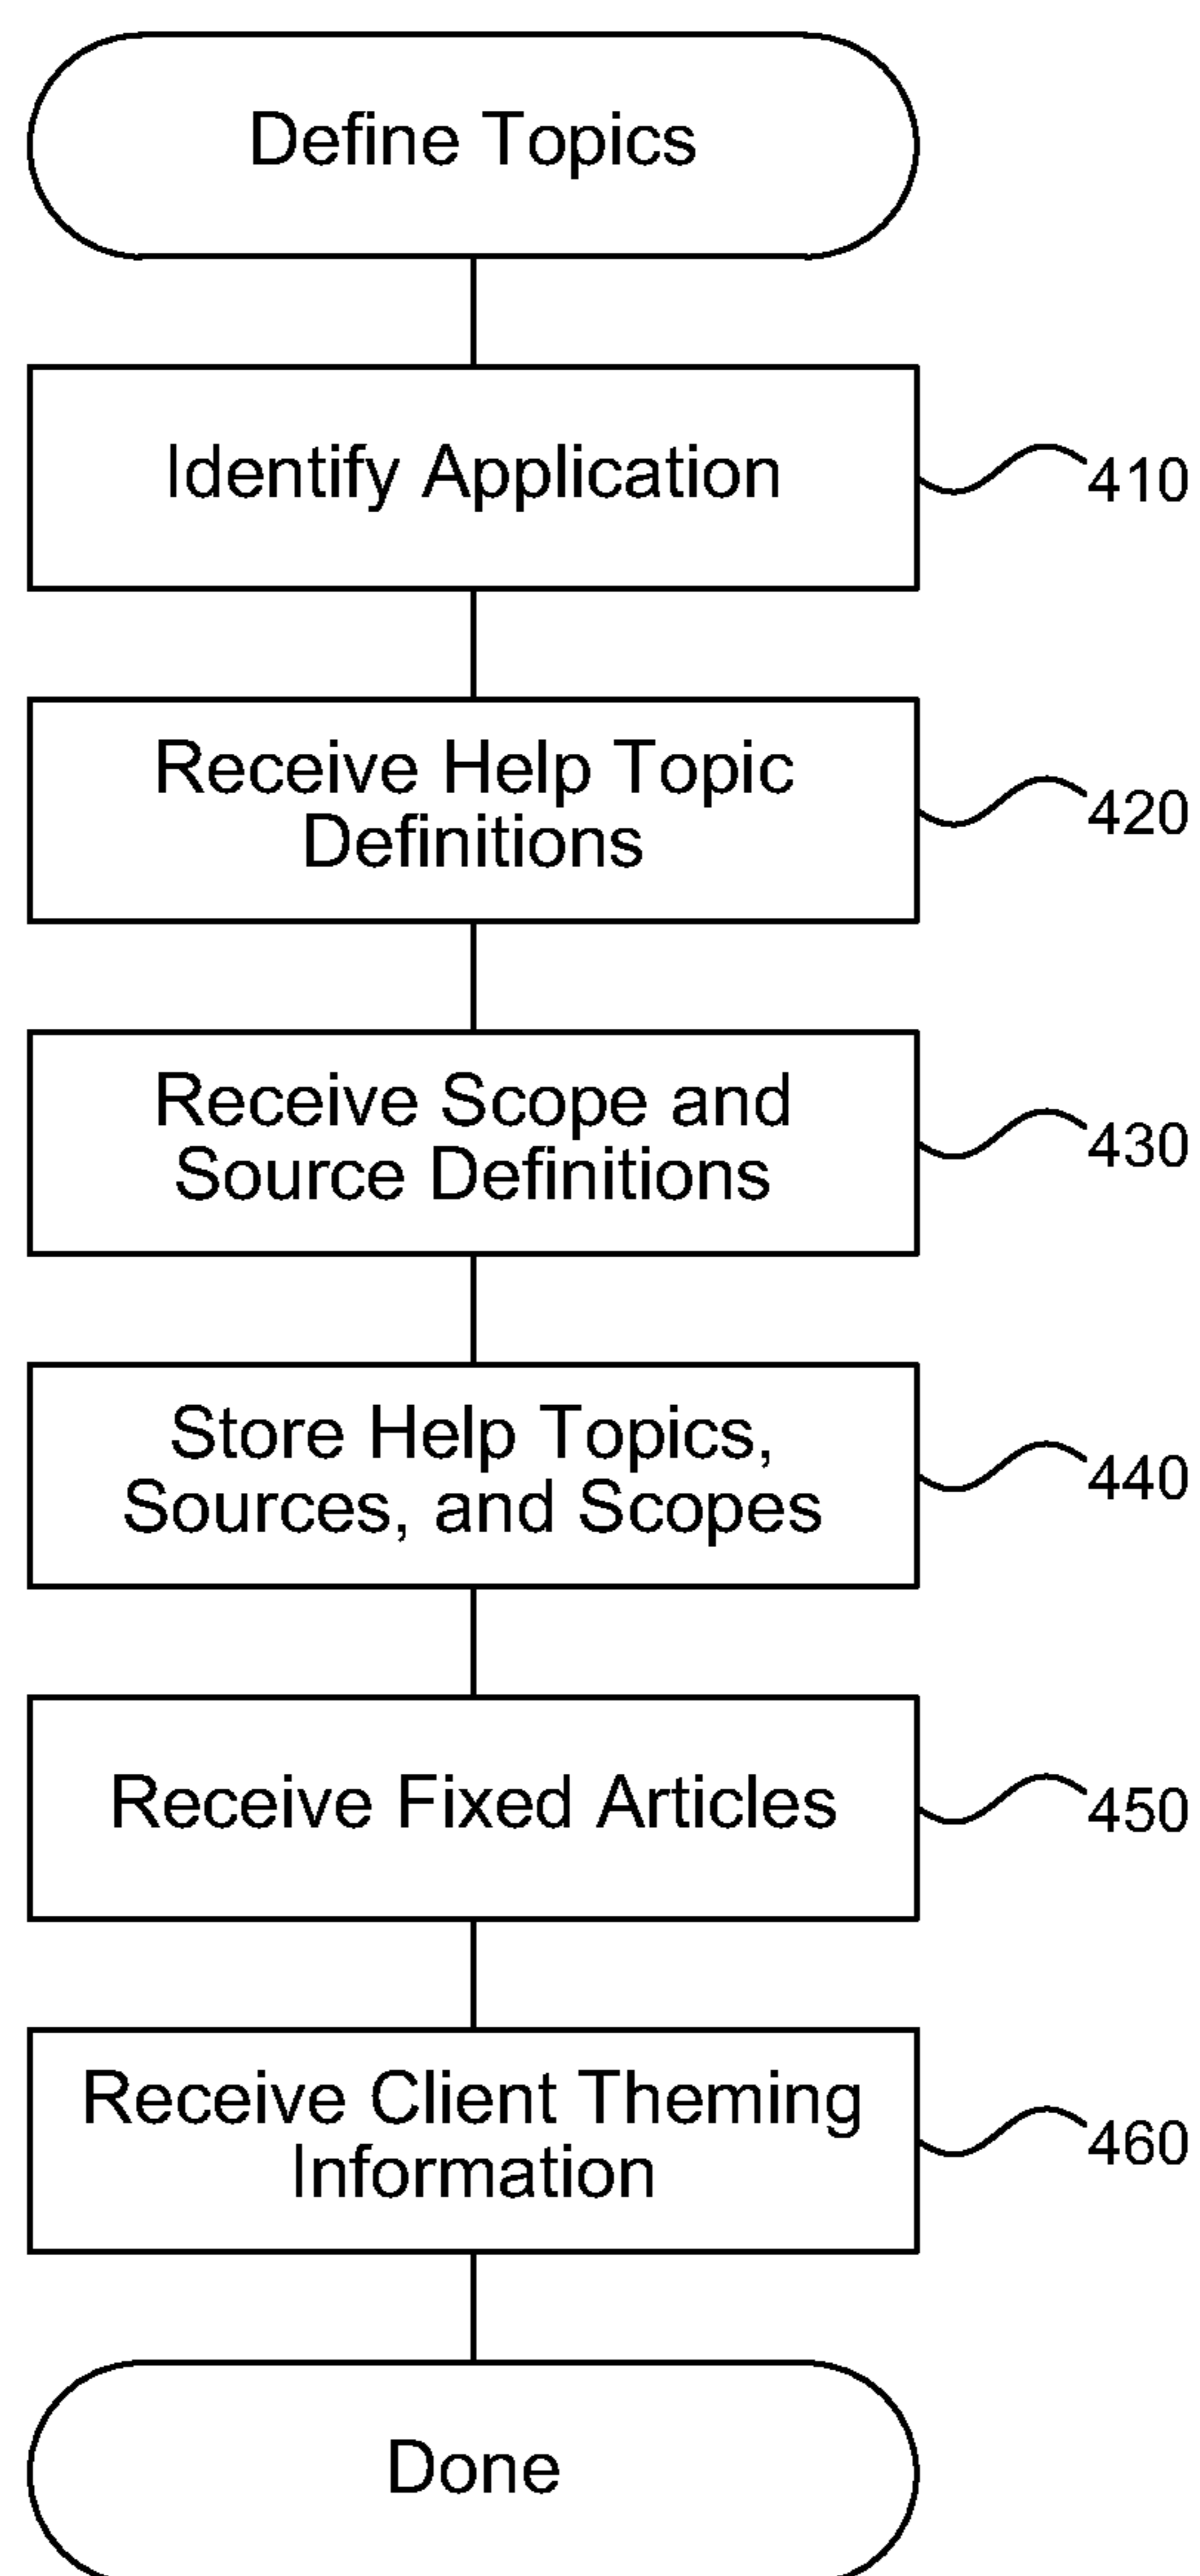 Define Topics
Identify Application
410
Receive Help Topic
Definitions
420
Receive Scope and
Source Definitions
430
Store Help Topics,
Sources, and Scopes
440
Receive Fixed Articles
450
Receive Client Theming
Information
460
Done